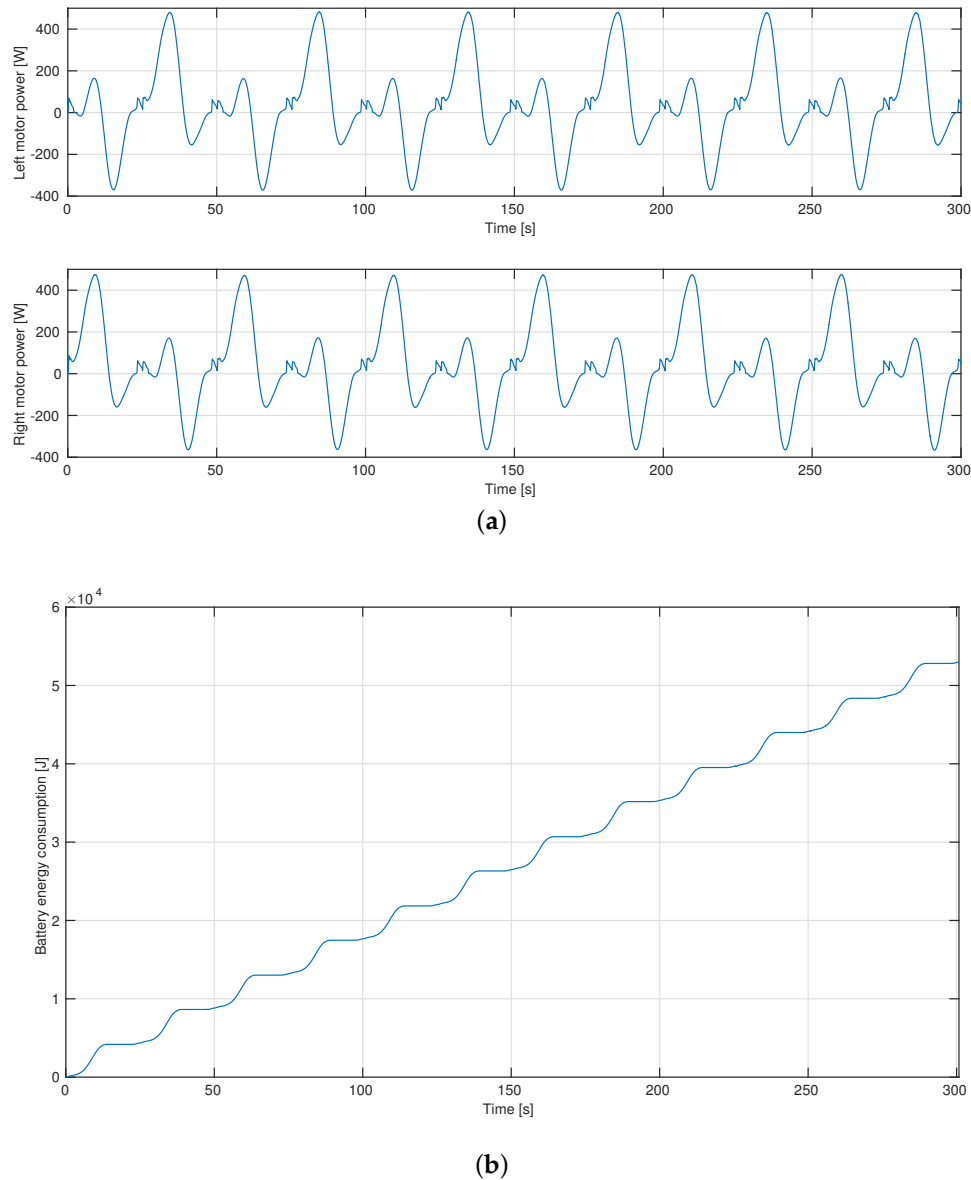 400
200
0
-200
-400
Left motor power [W]
0 50 100 150 200 250 300
Time [s]
400
200
0
-200
-400
Right motor power [W]
0 50 100 150 200 250 300
Time [s]
(a)
×10 4
6
5
4
3
2
1
0
Battery energy consumption [J]
0 50 100 150 200 250 300
Time [s]
(b)